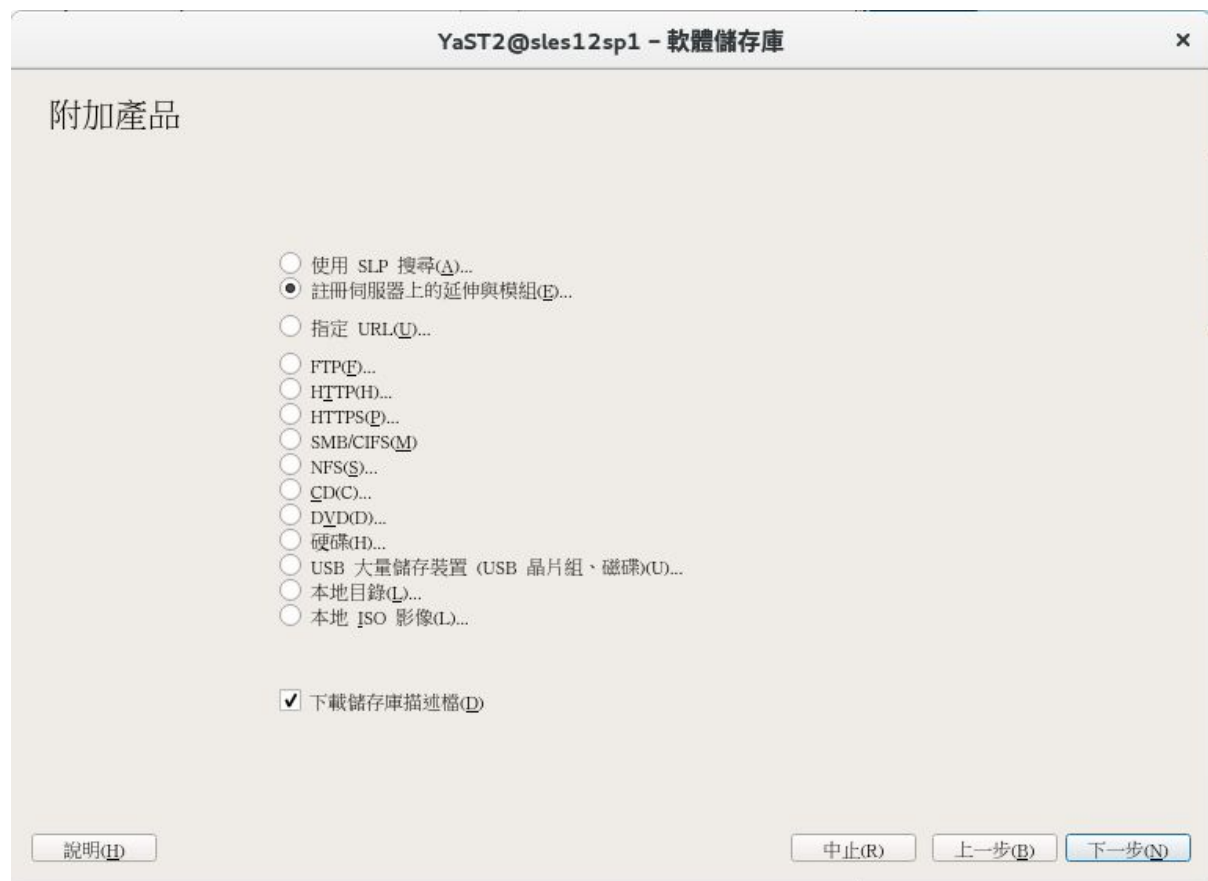 YaST2@sles12sp1 – 軟體儲存庫
附加產品
使用 SLP 搜尋(A)...
註冊伺服器上的延伸與模組(E)...
指定 URL(U)...
FTP(F)...
HTTP(H)...
HTTPS(P)...
SMB/CIFS(M)
NFS(S)...
CD(C)...
DVD(D)...
硬碟(H)...
USB 大量儲存裝置 (USB 晶片組、磁碟)(U)...
本地目錄(L)...
本地 ISO 影像(L)...
下載儲存庫描述檔(D)
說明(H) 中止(R) 上一步(B) 下一步(N)